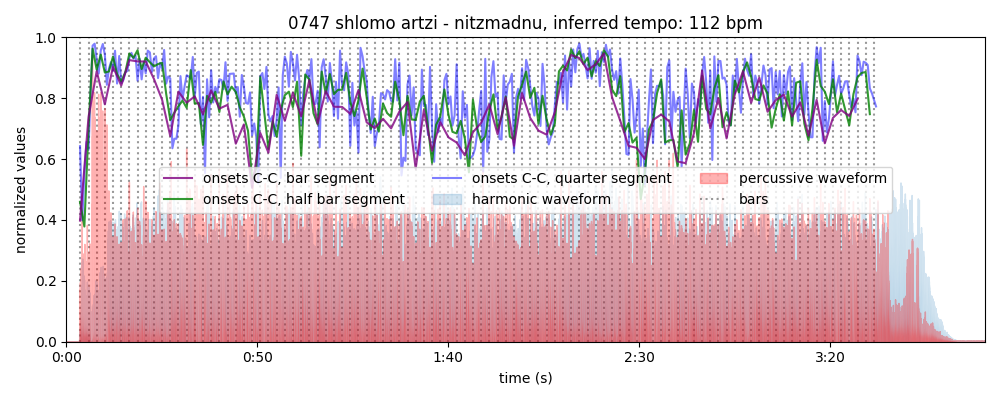 0747 shlomo artzi - nitzmadnu, inferred tempo: 112 bpm
1.0
0.8
0.6
0.4
0.2
0.0
normalized values
onsets C-C, bar segment
onsets C-C, half bar segment
onsets C-C, quarter segment
harmonic waveform
percussive waveform
bars
0:00 0:50 1:40 2:30 3:20
time (s)